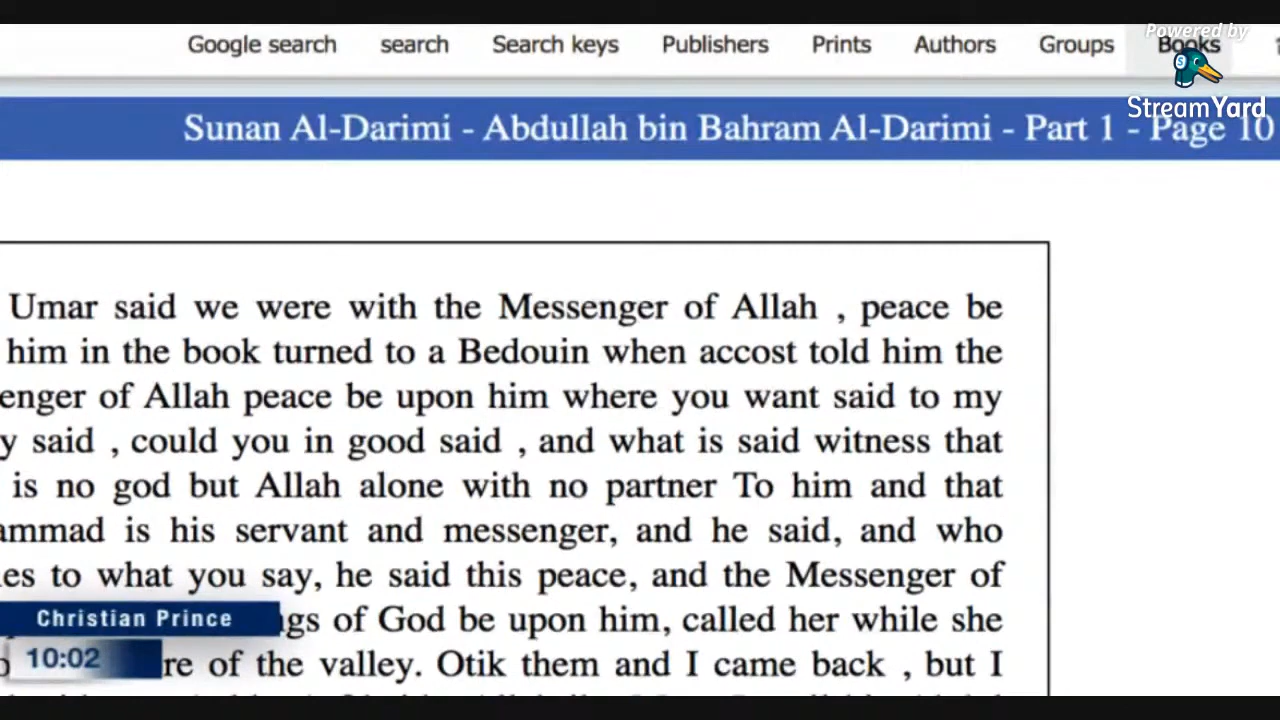 Google search search Search keys Publishers Prints Authors Groups Books
Powered by
StreamYard
Sunan Al-Darimi - Abdullah bin Bahram Al-Darimi - Part 1 - Page 10
Umar said we were with the Messenger of Allah , peace be
him in the book turned to a Bedouin when accost told him the
enger of Allah peace be upon him where you want said to my
y said , could you in good said , and what is said witness that
is no god but Allah alone with no partner To him and that
ammad is his servant and messenger, and he said, and who
es to what you say, he said this peace, and the Messenger of
gs of God be upon him, called her while she
re of the valley. Otik them and I came back , but I
Christian Prince
10:02